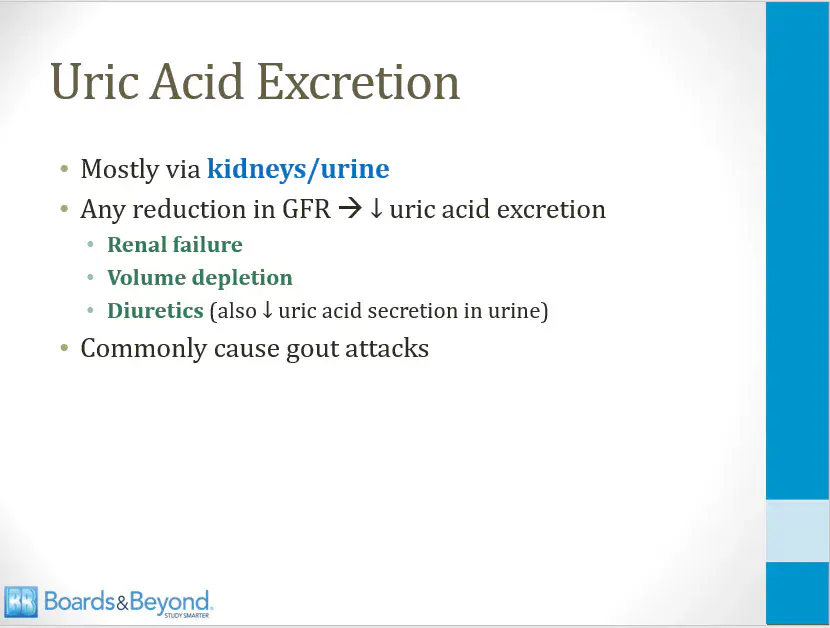 Uric Acid Excretion
• Mostly via kidneys/urine
• Any reduction in GFR → ↓ uric acid excretion
• Renal failure
• Volume depletion
• Diuretics (also ↓ uric acid secretion in urine)
• Commonly cause gout attacks
BB Boards&Beyond.
STUDY SMARTER